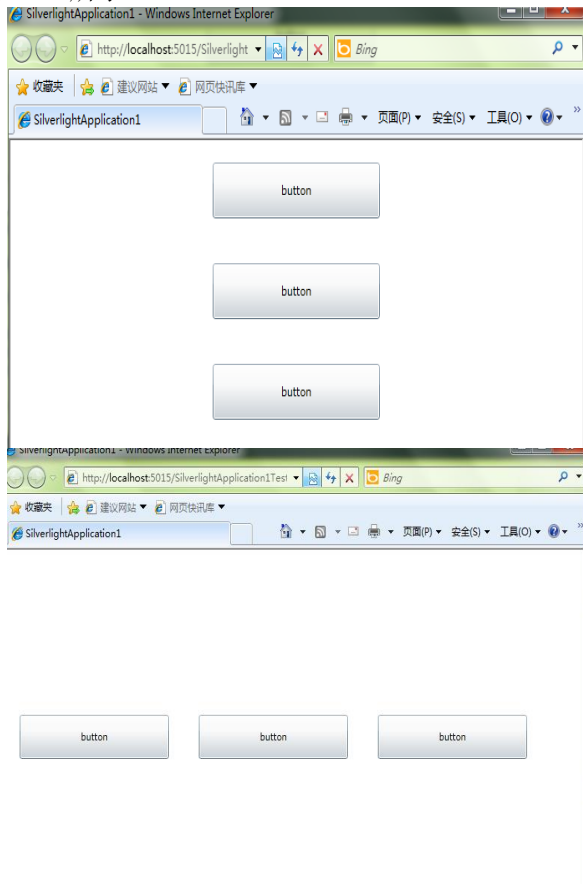 SilverlightApplication1 - Windows Internet Explorer
http://localhost:5015/Silverlight Bing
收藏夹 建议网站 网页快讯库
SilverlightApplication1 页面(P) 安全(S) 工具(O) »
button
button
button
SilverlightApplication1 - Windows Internet Explorer
http://localhost:5015/SilverlightApplication1Test Bing
收藏夹 建议网站 网页快讯库
SilverlightApplication1 页面(P) 安全(S) 工具(O) »
button button button